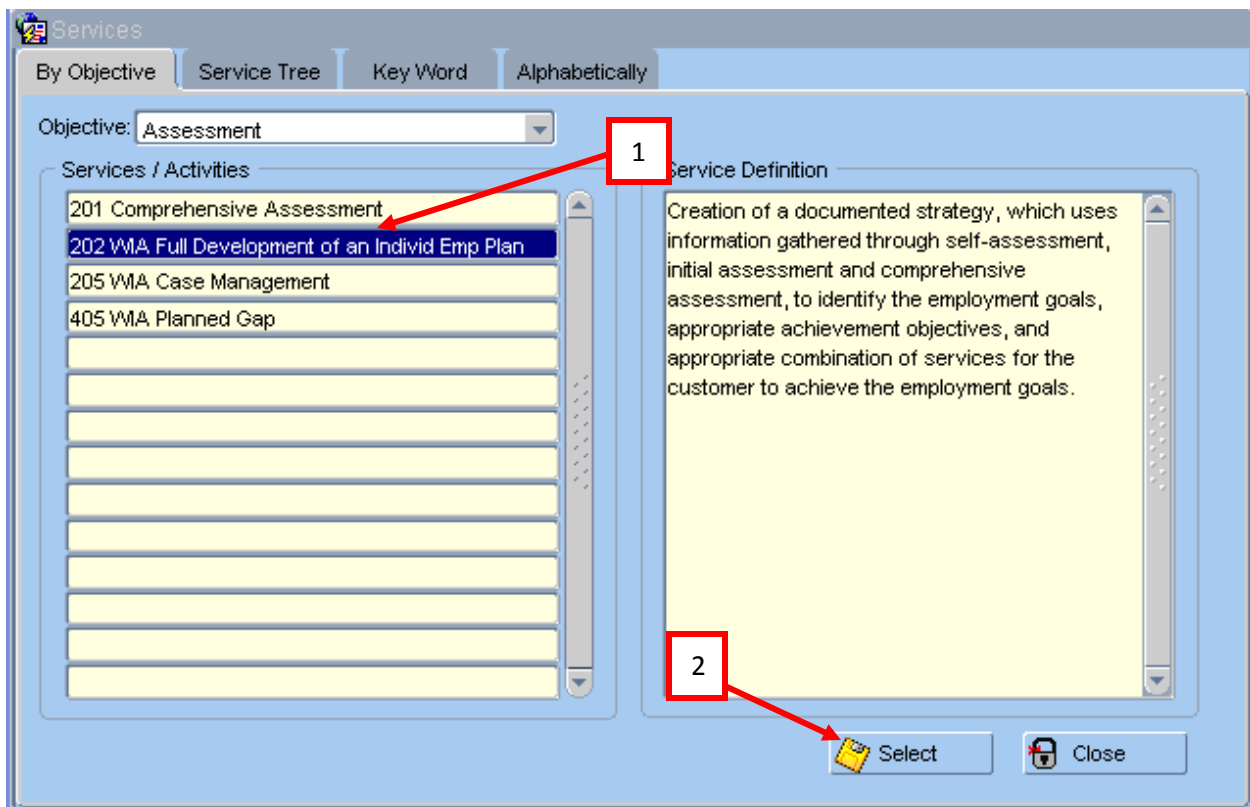 Services
By Objective Service Tree Key Word Alphabetically
Objective: Assessment
1
Services / Activities
201 Comprehensive Assessment
202 WIA Full Development of an Individ Emp Plan
205 WIA Case Management
405 WIA Planned Gap
Service Definition
Creation of a documented strategy, which uses
information gathered through self-assessment,
initial assessment and comprehensive
assessment, to identify the employment goals,
appropriate achievement objectives, and
appropriate combination of services for the
customer to achieve the employment goals.
2
Select Close